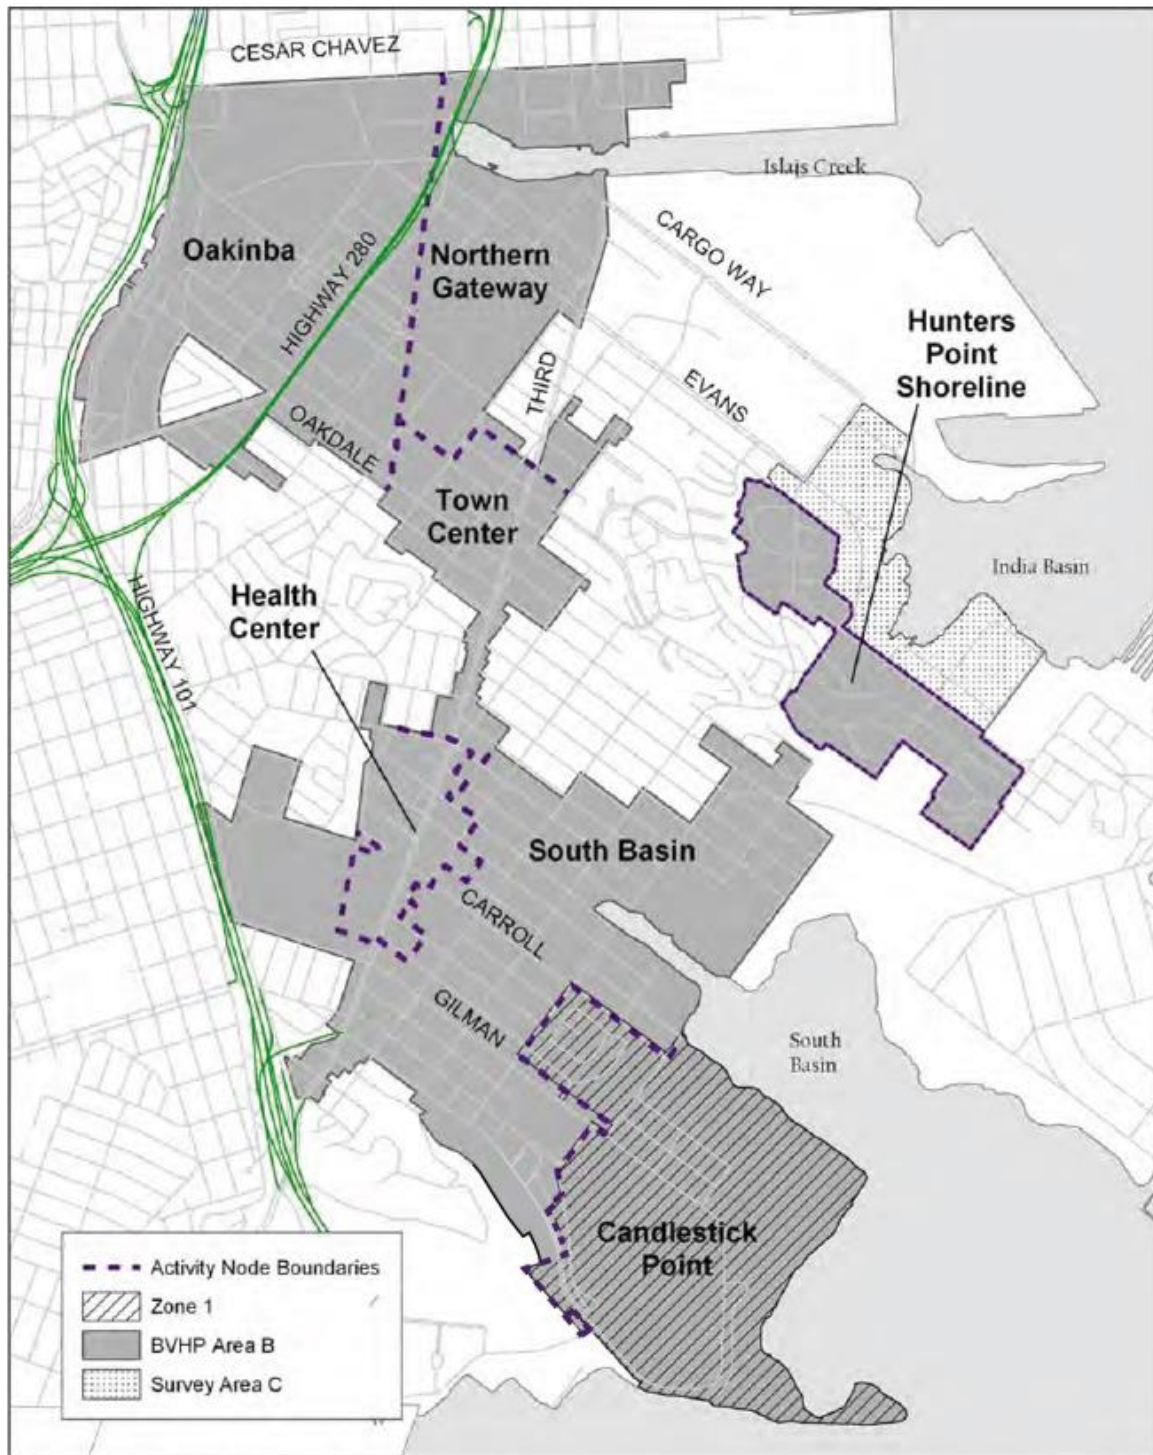 CESAR CHAVEZ
Islais Creek
CARGO WAY
Oakinba
HIGHWAY 280
Northern
Gateway
Hunters
Point
Shoreline
EVANS
THIRD
OAKDALE
Town
Center
India Basin
HIGHWAY 101
Health
Center
South Basin
CARROLL
GILMAN
South
Basin
Candlestick
Point
Activity Node Boundaries
Zone 1
BVHP Area B
Survey Area C